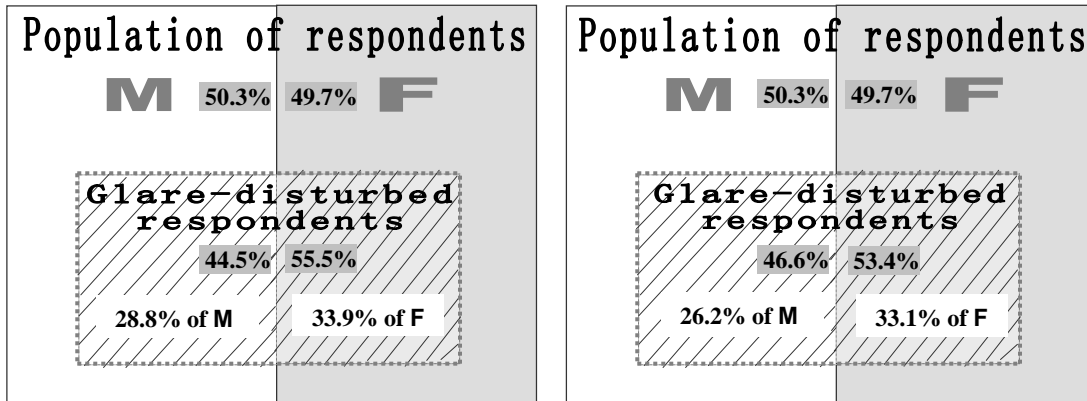 Population of respondents
M 50.3% 49.7% F
Glare-disturbed
respondents
44.5% 55.5%
28.8% of M 33.9% of F
Population of respondents
M 50.3% 49.7% F
Glare-disturbed
respondents
46.6% 53.4%
26.2% of M 33.1% of F